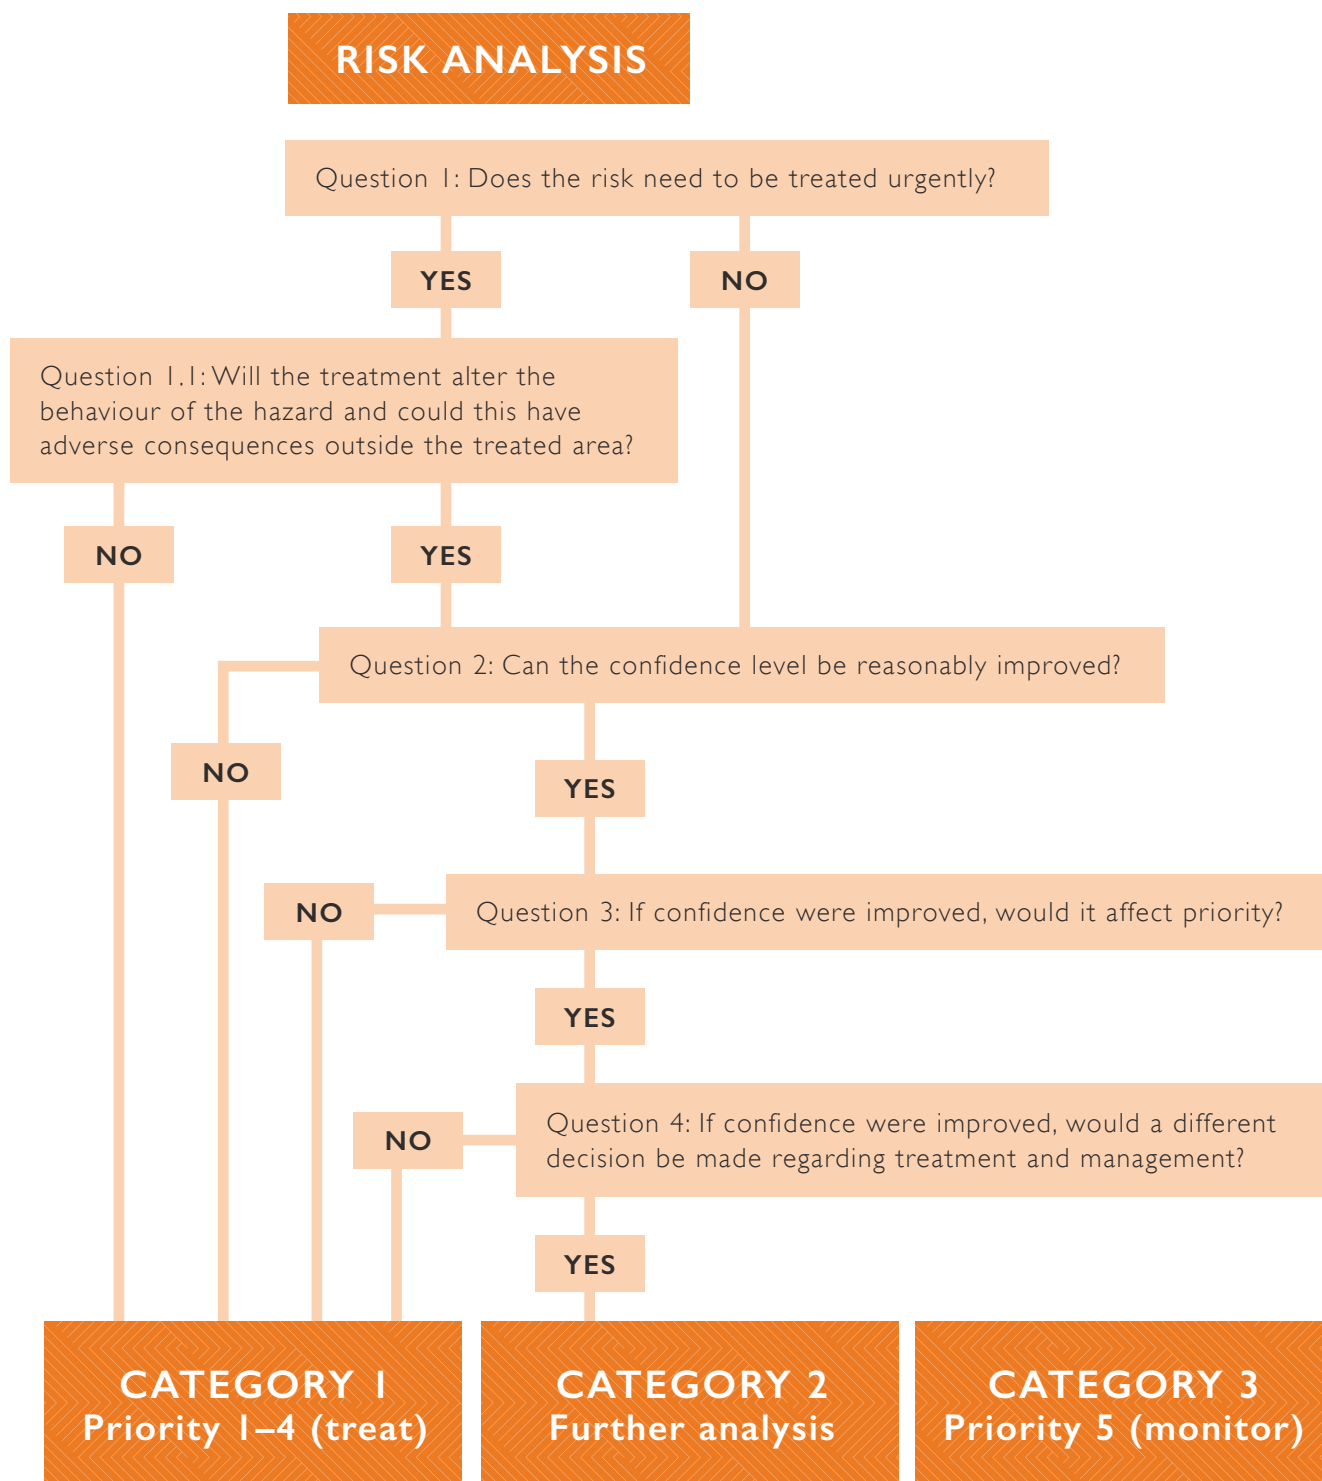 RISK ANALYSIS
Question 1: Does the risk need to be treated urgently?
YES
NO
Question 1.1: Will the treatment alter the
behaviour of the hazard and could this have
adverse consequences outside the treated area?
NO
YES
Question 2: Can the confidence level be reasonably improved?
NO
YES
Question 3: If confidence were improved, would it affect priority?
NO
YES
Question 4: If confidence were improved, would a different
decision be made regarding treatment and management?
NO
YES
CATEGORY 1
Priority 1–4 (treat)
CATEGORY 2
Further analysis
CATEGORY 3
Priority 5 (monitor)